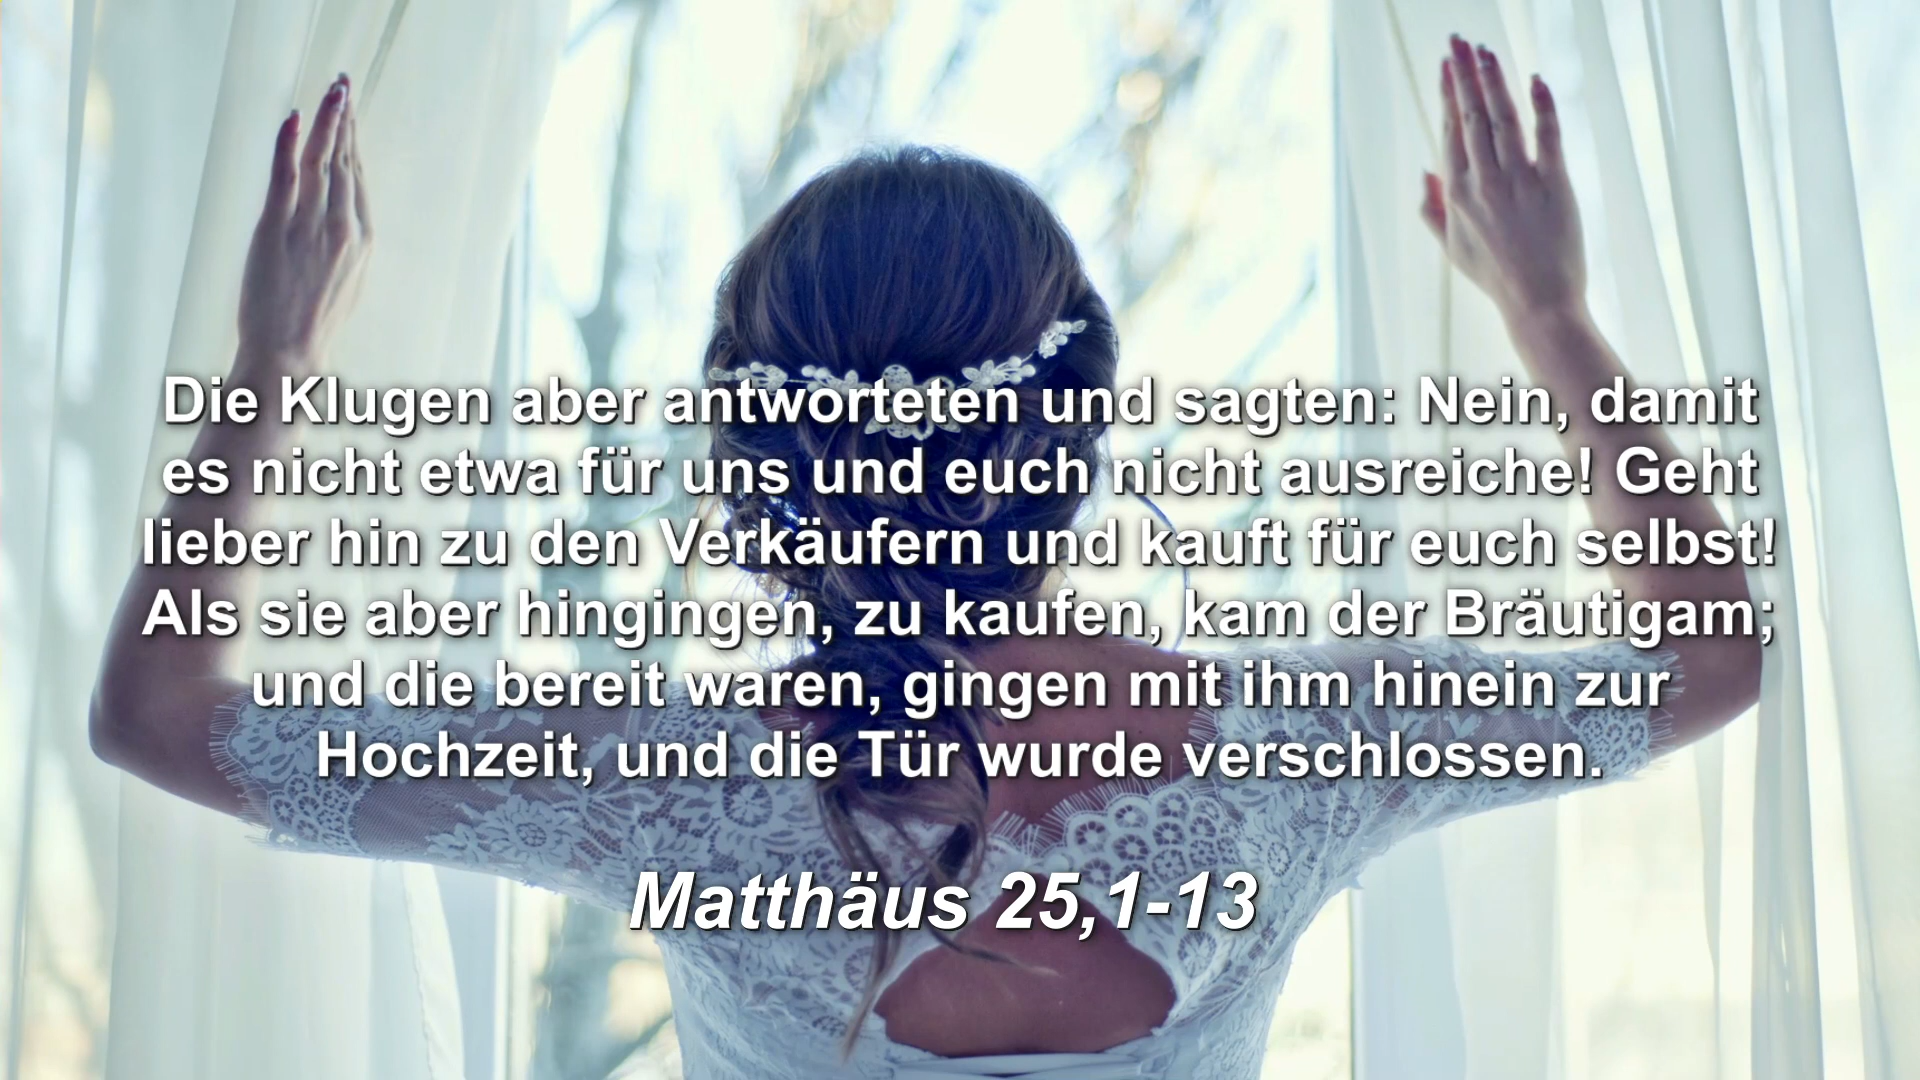 Die Klugen aber antworteten und sagten: Nein, damit
es nicht etwa für uns und euch nicht ausreiche! Geht
lieber hin zu den Verkäufern und kauft für euch selbst!
Als sie aber hingingen, zu kaufen, kam der Bräutigam;
und die bereit waren, gingen mit ihm hinein zur
Hochzeit, und die Tür wurde verschlossen.
Matthäus 25,1-13